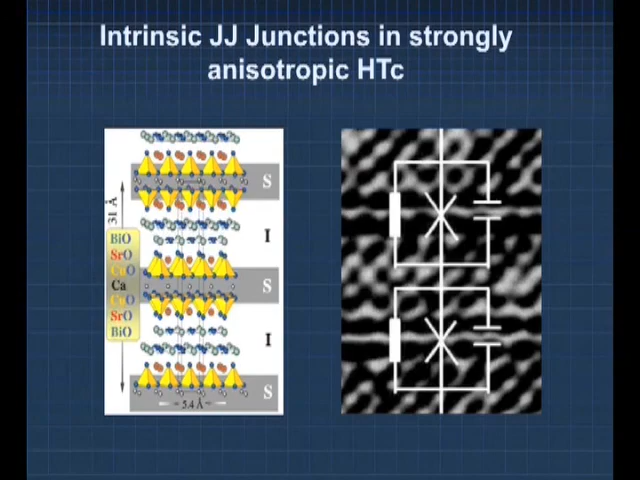 Intrinsic JJ Junctions in strongly
anisotropic HTc
S
31 Å
I
BiO
SrO
CuO
Ca
CuO
SrO
BiO
S
I
S
5.4 Å